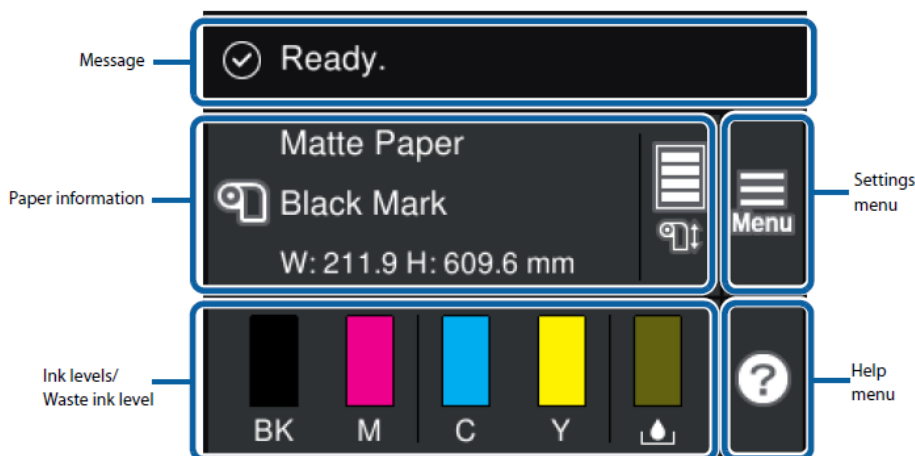 Message
Ready.
Paper information
Matte Paper
Black Mark
W: 211.9 H: 609.6 mm
Menu
Settings
menu
Ink levels/
Waste ink level
BK M C Y
?
Help
menu